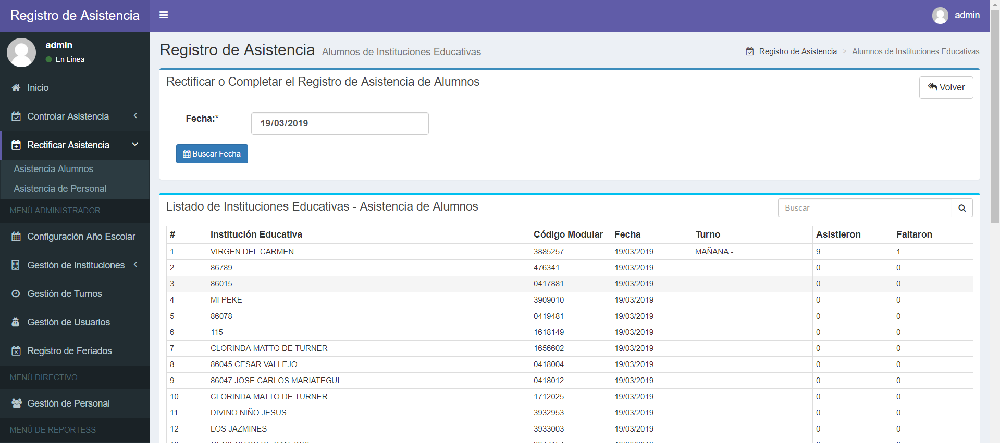 Registro de Asistencia
admin
admin
En Línea
Inicio
Controlar Asistencia
Rectificar Asistencia
Asistencia Alumnos
Asistencia de Personal
MENÚ ADMINISTRADOR
Configuración Año Escolar
Gestión de Instituciones
Gestión de Turnos
Gestión de Usuarios
Registro de Feriados
MENÚ DIRECTIVO
Gestión de Personal
MENÚ DE REPORTESS
Registro de Asistencia Alumnos de Instituciones Educativas
Registro de Asistencia > Alumnos de Instituciones Educativas
Rectificar o Completar el Registro de Asistencia de Alumnos
Volver
Fecha:* 19/03/2019
Buscar Fecha
Listado de Instituciones Educativas - Asistencia de Alumnos
Buscar
# Institución Educativa Código Modular Fecha Turno Asistieron Faltaron
1 VIRGEN DEL CARMEN 3885257 19/03/2019 MAÑANA - 9 1
2 86789 476341 19/03/2019 0 0
3 86015 0417881 19/03/2019 0 0
4 MI PEKE 3909010 19/03/2019 0 0
5 86078 0419481 19/03/2019 0 0
6 115 1618149 19/03/2019 0 0
7 CLORINDA MATTO DE TURNER 1656602 19/03/2019 0 0
8 86045 CESAR VALLEJO 0418004 19/03/2019 0 0
9 86047 JOSE CARLOS MARIATEGUI 0418012 19/03/2019 0 0
10 CLORINDA MATTO DE TURNER 1712025 19/03/2019 0 0
11 DIVINO NIÑO JESUS 3932953 19/03/2019 0 0
12 LOS JAZMINES 3933003 19/03/2019 0 0